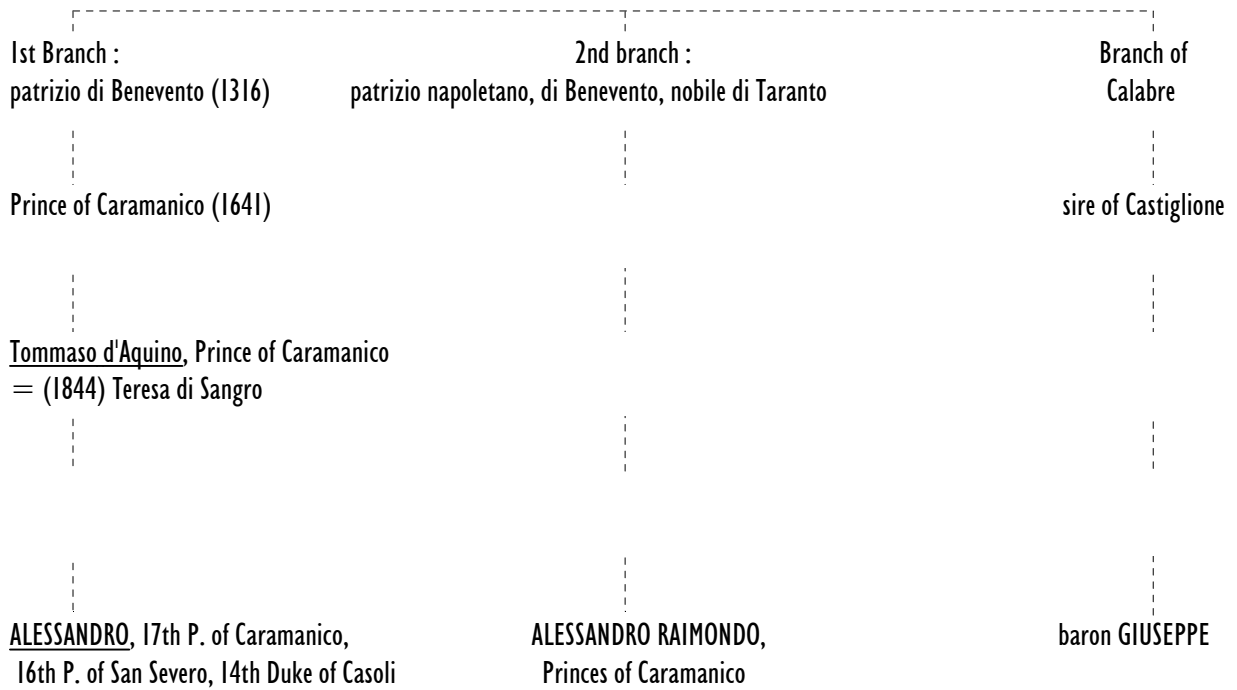 1st Branch :
patrizio di Benevento (1316)
2nd branch :
patrizio napoletano, di Benevento, nobile di Taranto
Branch of
Calabre
Prince of Caramanico (1641)
sire of Castiglione
Tommaso d'Aquino, Prince of Caramanico
= (1844) Teresa di Sangro
ALESSANDRO, 17th P. of Caramanico,
16th P. of San Severo, 14th Duke of Casoli
ALESSANDRO RAIMONDO,
Princes of Caramanico
baron GIUSEPPE